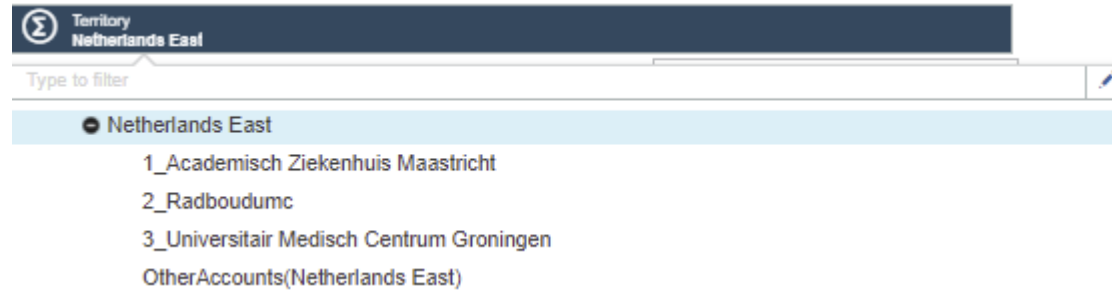 Territory
Netherlands East
Type to filter
Netherlands East
1_Academisch Ziekenhuis Maastricht
2_Radboudumc
3_Universitair Medisch Centrum Groningen
OtherAccounts(Netherlands East)